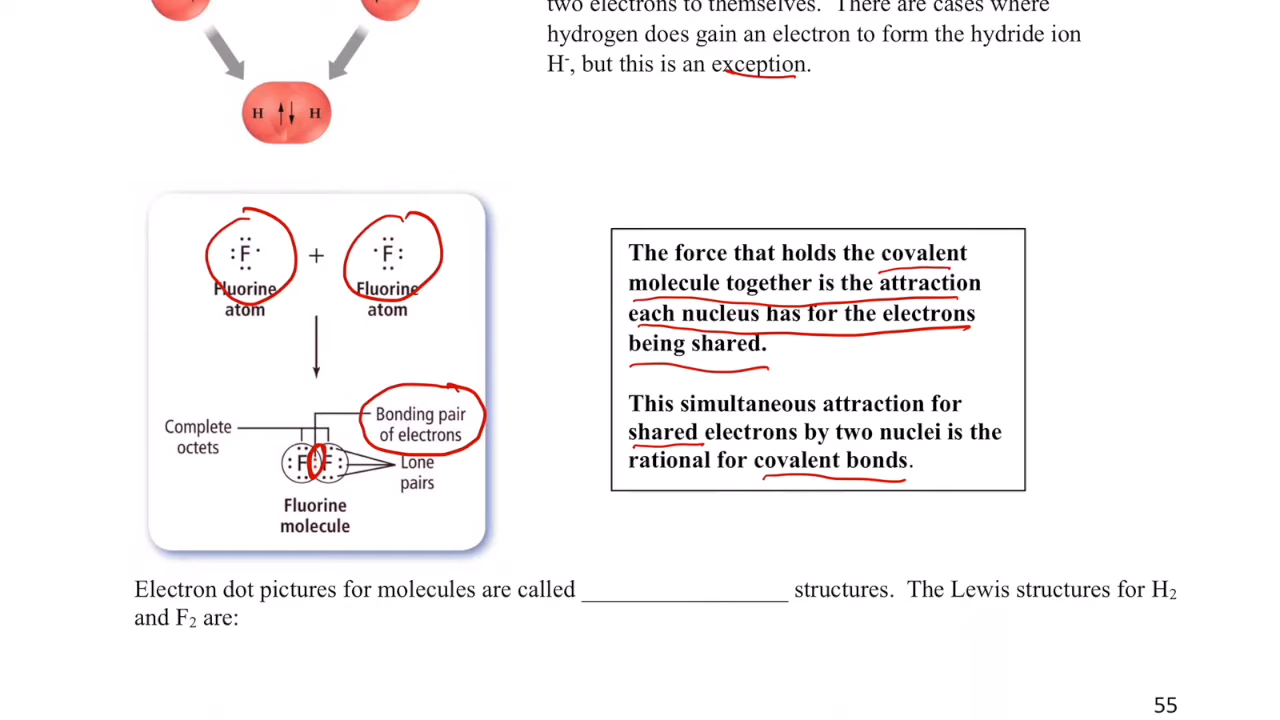 two electrons to themselves. There are cases where
hydrogen does gain an electron to form the hydride ion
H-, but this is an exception.
H H
:F· + ·F:
Fluorine atom
Fluorine atom
Bonding pair of electrons
Complete octets
:F:F:
Lone pairs
Fluorine molecule
The force that holds the covalent
molecule together is the attraction
each nucleus has for the electrons
being shared.
This simultaneous attraction for
shared electrons by two nuclei is the
rational for covalent bonds.
Electron dot pictures for molecules are called _________________ structures. The Lewis structures for H2
and F2 are:
55